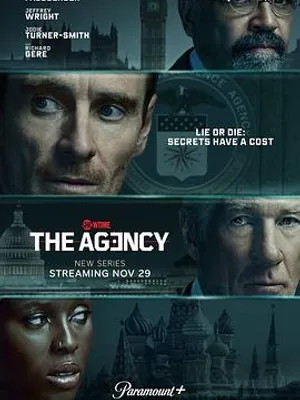 JEFFREY
WRIGHT
JODIE
TURNER-SMITH
AND
RICHARD
GERE
LIE OR DIE:
SECRETS HAVE A COST
SHOWTIME
THE AGENCY
NEW SERIES
STREAMING NOV 29
Paramount+